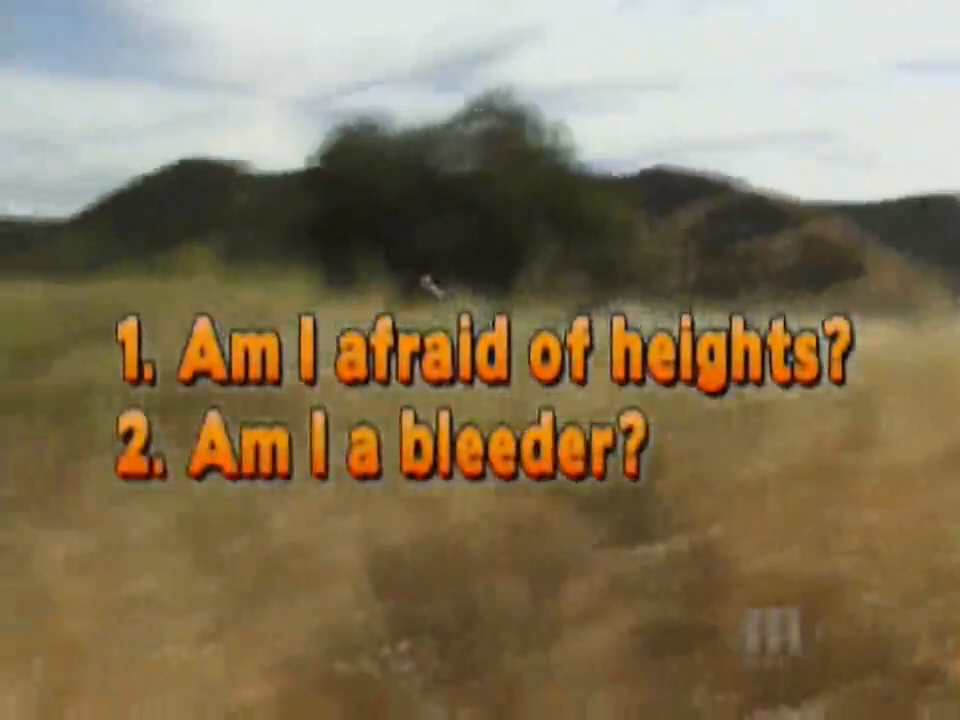 1. Am I afraid of heights?
2. Am I a bleeder?